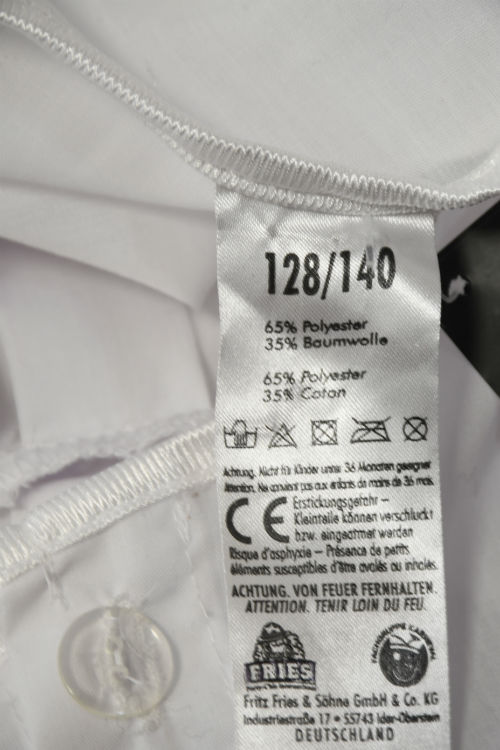 128/140
65% Polyester
35% Baumwolle
65% Polyester
35% Coton
Achtung. Nicht für Kinder unter 36 Monaten geeignet
Attention. Ne convient pas aux enfants de moins de 36 mois.
CE
Erstickungsgefahr –
Kleinteile können verschluckt
bzw. eingeatmet werden
Risque d'asphyxie – Présence de petits
éléments susceptibles d'être avalés ou inhalés.
ACHTUNG. VON FEUER FERNHALTEN.
ATTENTION. TENIR LOIN DU FEU.
FRIES
FACHGRUPPE KARNEVAL
Fritz Fries & Söhne GmbH & Co. KG
Industriestraße 17 • 55743 Idar-Oberstein
DEUTSCHLAND